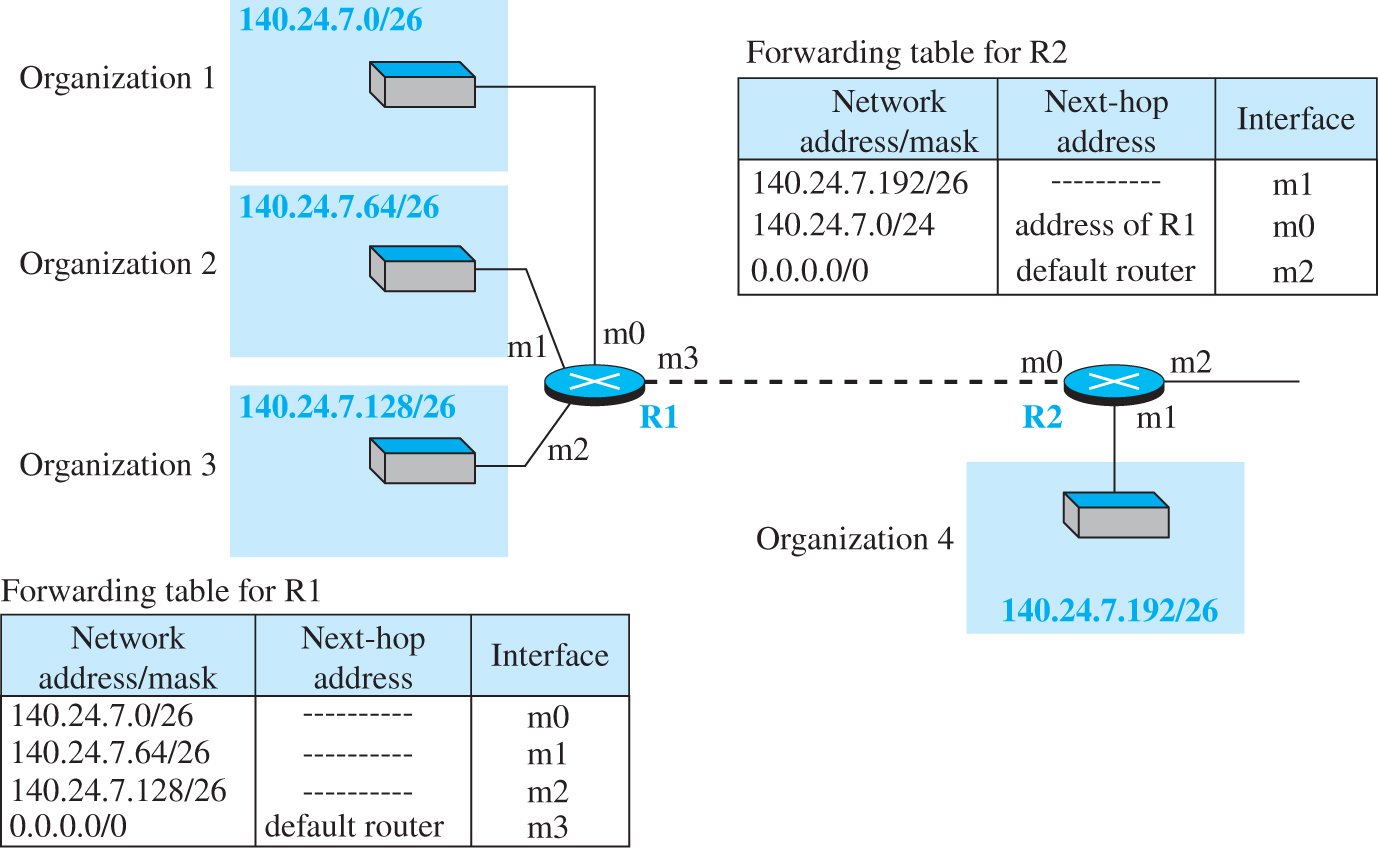 140.24.7.0/26
Organization 1
140.24.7.64/26
Organization 2
140.24.7.128/26
Organization 3
m0
m1
m2
m3
R1
m0
m2
R2
m1
Organization 4
140.24.7.192/26
Forwarding table for R2
Network address/mask Next-hop address Interface
140.24.7.192/26 ---------- m1
140.24.7.0/24 address of R1 m0
0.0.0.0/0 default router m2
Forwarding table for R1
Network address/mask Next-hop address Interface
140.24.7.0/26 ---------- m0
140.24.7.64/26 ---------- m1
140.24.7.128/26 ---------- m2
0.0.0.0/0 default router m3